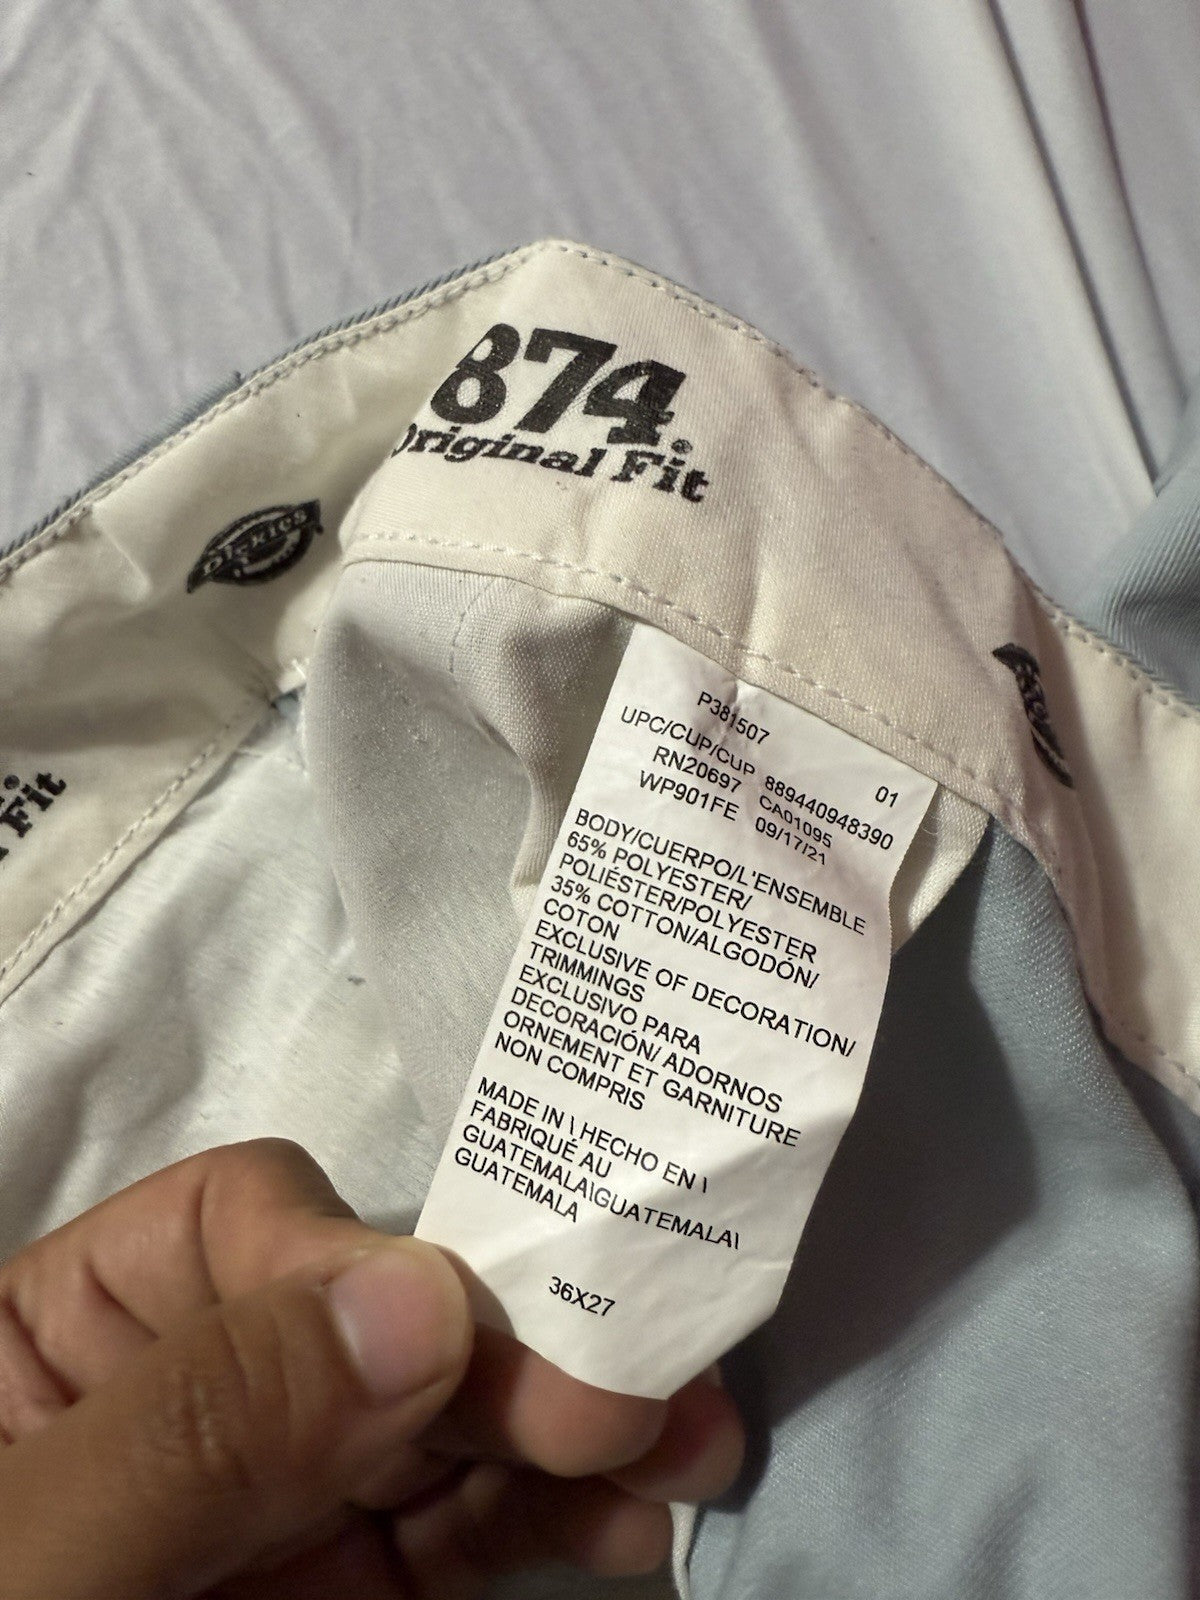 874.®
Original Fit
Dickies
Fit
P381507
01
UPC/CUP/CUP 889440948390
RN20697 CA01095
WP901FE 09/17/21
BODY/CUERPO/L'ENSEMBLE
65% POLYESTER/
POLIÉSTER/POLYESTER
35% COTTON/ALGODÓN/
COTON
EXCLUSIVE OF DECORATION/
TRIMMINGS
EXCLUSIVO PARA
DECORACIÓN/ ADORNOS
ORNEMENT ET GARNITURE
NON COMPRIS
MADE IN \ HECHO EN \
FABRIQUÉ AU
GUATEMALA\GUATEMALA\
GUATEMALA
36X27